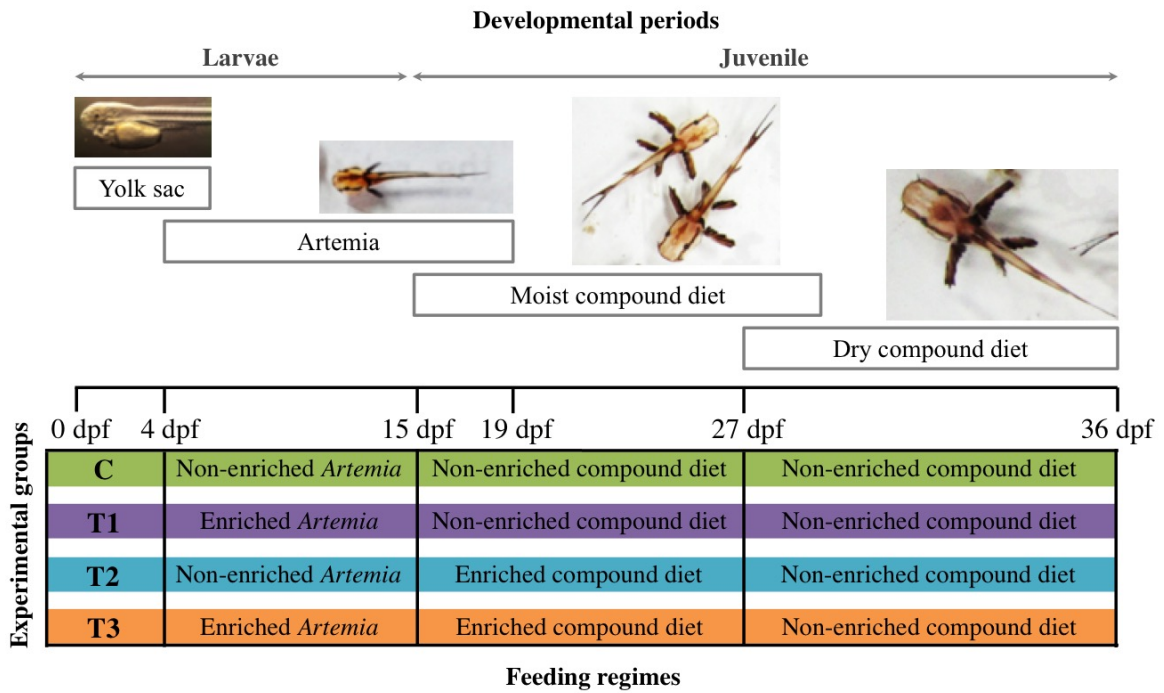 Developmental periods
Larvae
Juvenile
Yolk sac
Artemia
Moist compound diet
Dry compound diet
0 dpf 4 dpf 15 dpf 19 dpf 27 dpf 36 dpf
Experimental groups
C Non-enriched Artemia Non-enriched compound diet Non-enriched compound diet
T1 Enriched Artemia Non-enriched compound diet Non-enriched compound diet
T2 Non-enriched Artemia Enriched compound diet Non-enriched compound diet
T3 Enriched Artemia Enriched compound diet Non-enriched compound diet
Feeding regimes